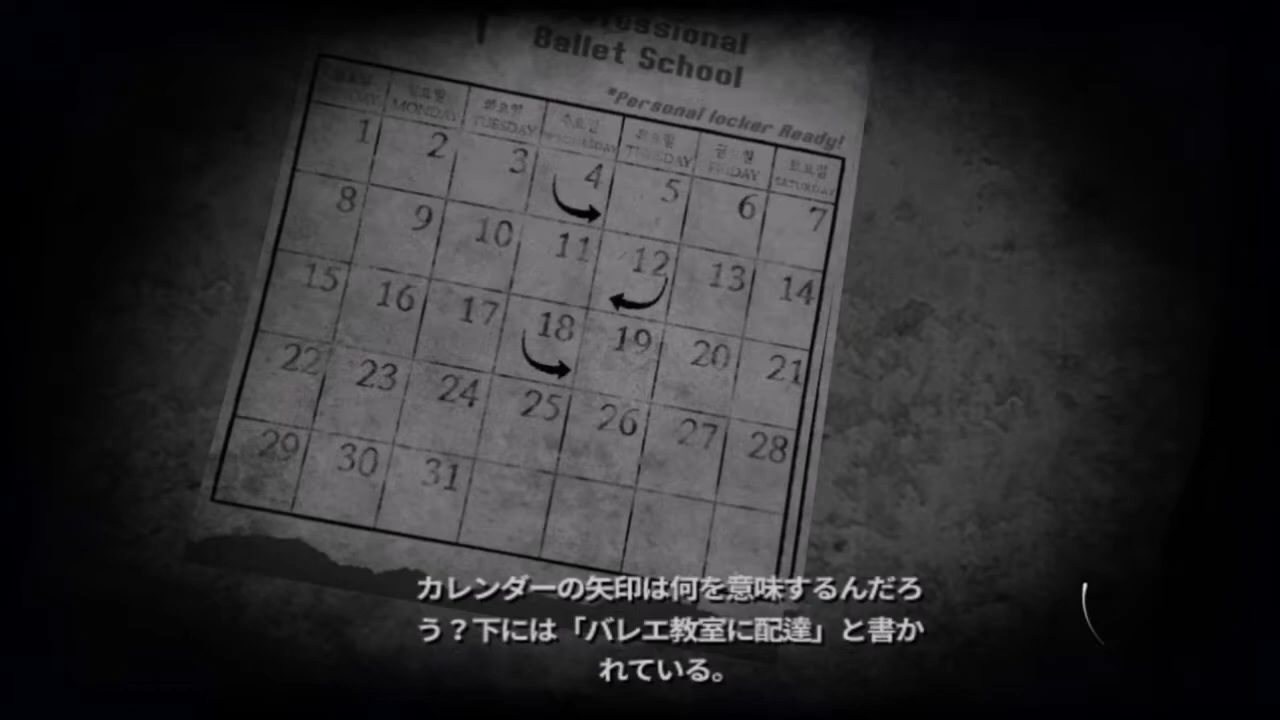 Ballet School
*Personal locker Ready!
MONDAY TUESDAY THURSDAY FRIDAY SATURDAY
1 2 3 4 5 6 7
8 9 10 11 12 13 14
15 16 17 18 19 20 21
22 23 24 25 26 27 28
29 30 31
カレンダーの矢印は何を意味するんだろ
う？下には「バレエ教室に配達」と書か
れている。